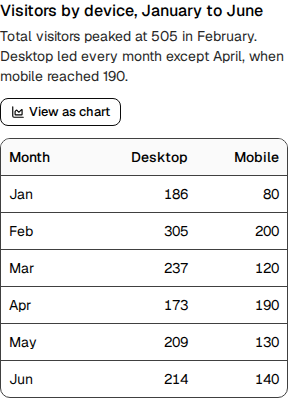 Visitors by device, January to June
Total visitors peaked at 505 in February.
Desktop led every month except April, when
mobile reached 190.
View as chart
Month Desktop Mobile
Jan 186 80
Feb 305 200
Mar 237 120
Apr 173 190
May 209 130
Jun 214 140